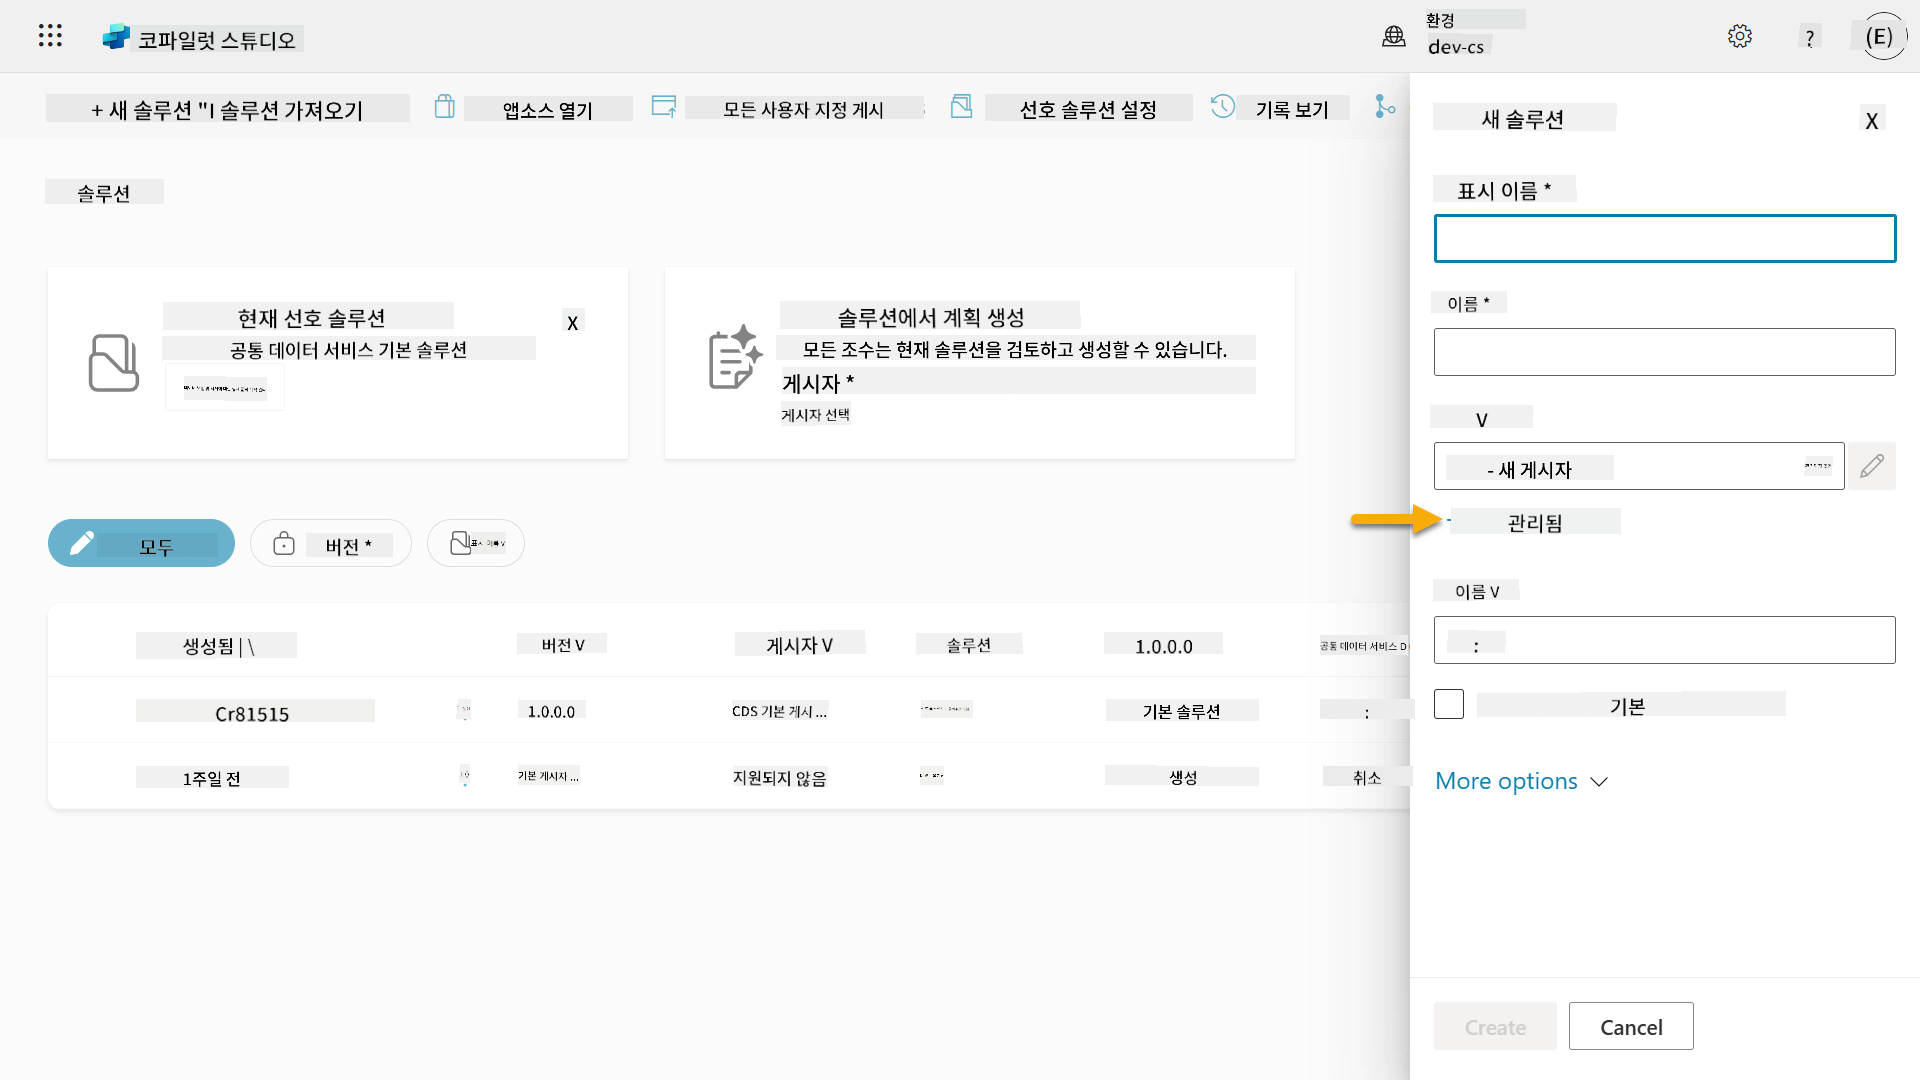 코파일럿 스튜디오
환경
dev-cs
?
(E)
+ 새 솔루션 "I 솔루션 가져오기
앱소스 열기
모든 사용자 지정 게시
선호 솔루션 설정
기록 보기
솔루션
현재 선호 솔루션
공통 데이터 서비스 기본 솔루션
X
솔루션에서 계획 생성
모든 조수는 현재 솔루션을 검토하고 생성할 수 있습니다.
게시자 *
게시자 선택
모두
버전 *
표시 이름 V
생성됨 | \
버전 V
게시자 V
솔루션
1.0.0.0
공통 데이터 서비스 D
Cr81515
1.0.0.0
CDS 기본 게시 ...
기본 솔루션
:
1주일 전
기본 게시자 ...
지원되지 않음
생성
취소
새 솔루션
X
표시 이름 *
이름 *
V
- 새 게시자
관리됨
이름 V
:
기본
More options
Create
Cancel